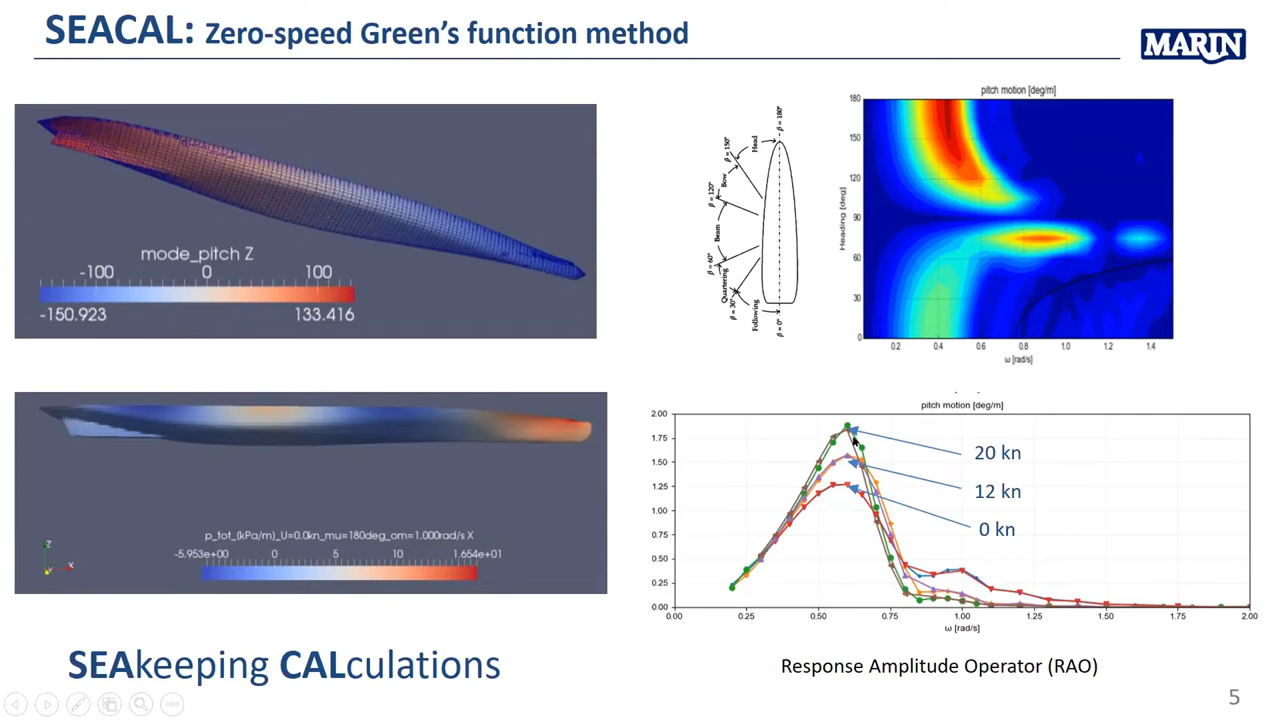 SEACAL: Zero-speed Green's function method
MARIN
mode_pitch Z
-100 0 100
-150.923 133.416
p_tot_(kPa/m)_U=0.0kn_mu=180deg_om=1.000rad/s X
-5.953e+00 0 5 10 1.654e+01
Z
X
Y
SEAkeeping CALculations
β = 180°
Head
β = 150°
Bow
β = 120°
Beam
β = 60°
Quartering
β = 30°
Following
β = 0°
pitch motion [deg/m]
Heading [deg]
180
150
120
90
60
30
0
0.2 0.4 0.6 0.8 1.0 1.2 1.4
ω [rad/s]
pitch motion [deg/m]
2.00
1.75
1.50
1.25
1.00
0.75
0.50
0.25
0.00
20 kn
12 kn
0 kn
0.00 0.25 0.50 0.75 1.00 1.25 1.50 1.75 2.00
ω [rad/s]
Response Amplitude Operator (RAO)
5